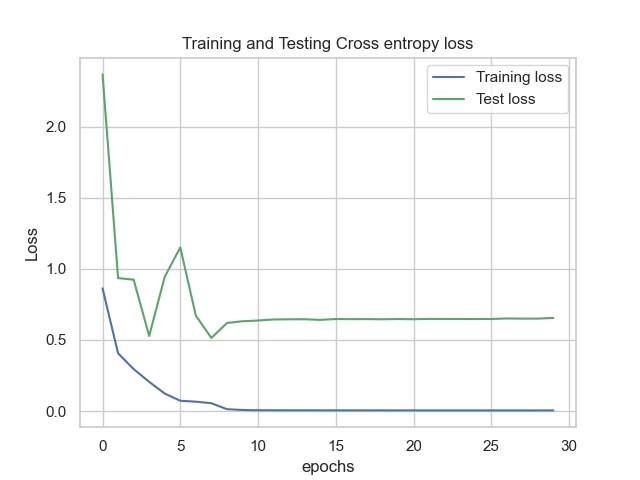 Training and Testing Cross entropy loss
Training loss
Test loss
2.0
1.5
1.0
0.5
0.0
Loss
0 5 10 15 20 25 30
epochs